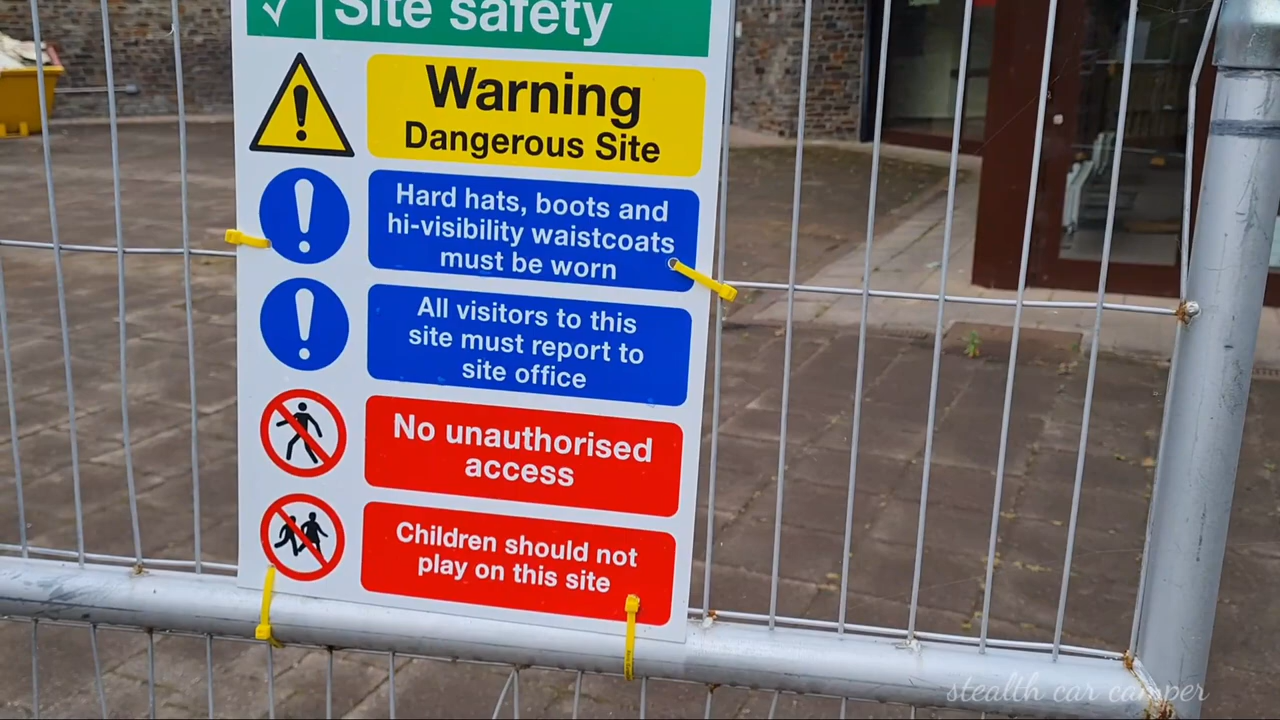 Site safety
Warning
Dangerous Site
Hard hats, boots and
hi-visibility waistcoats
must be worn
All visitors to this
site must report to
site office
No unauthorised
access
Children should not
play on this site
stealth car camper